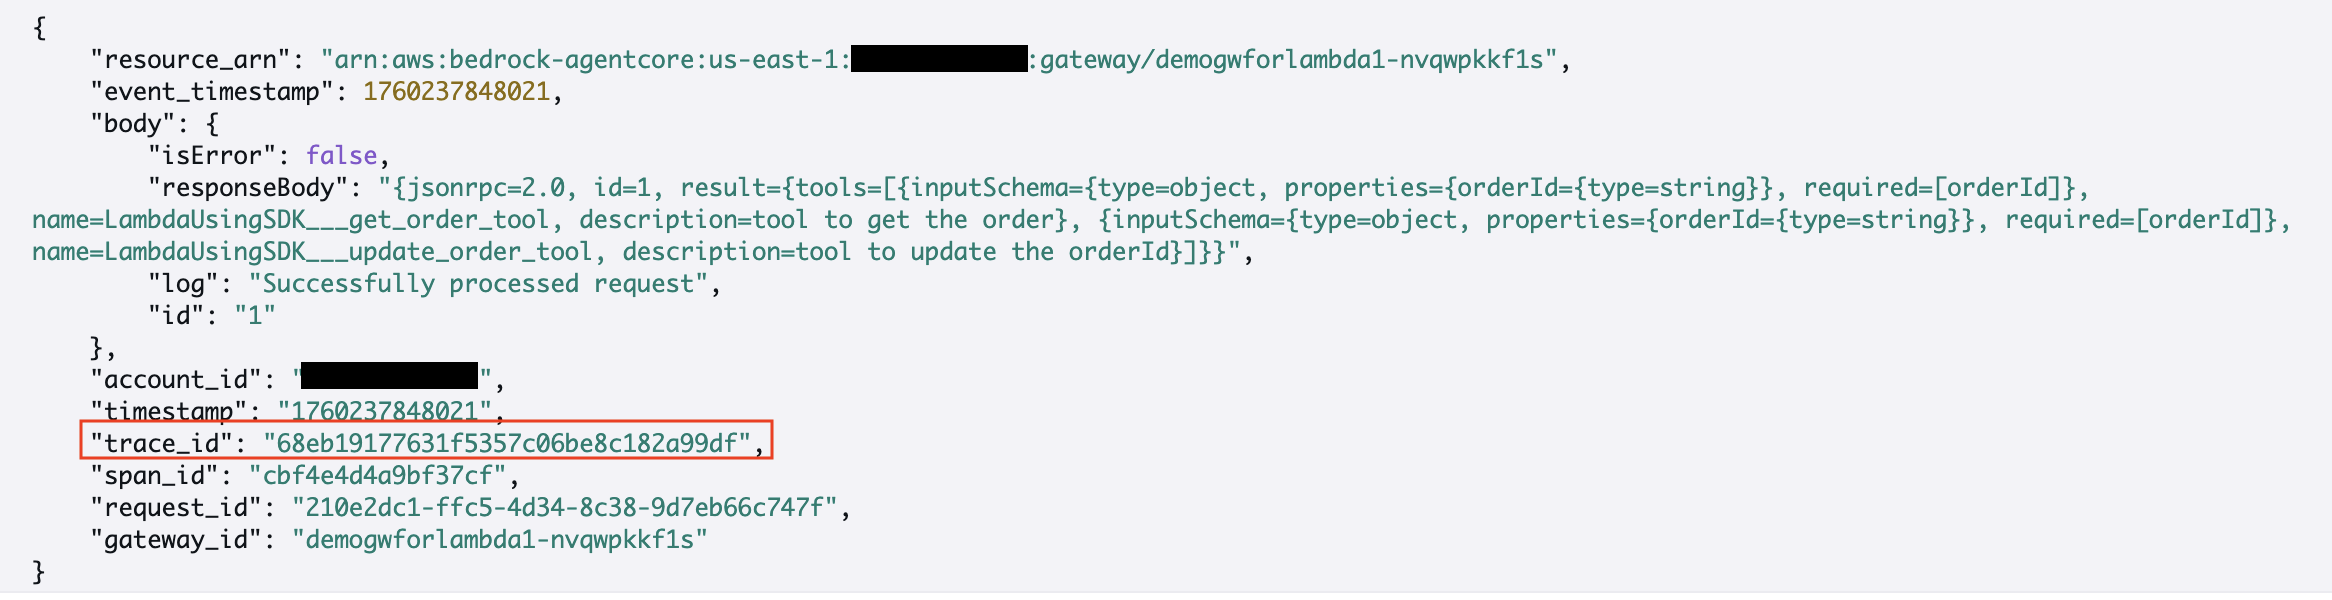 {
"resource_arn": "arn:aws:bedrock-agentcore:us-east-1::gateway/demogwforlambda1-nvqwpkkf1s",
"event_timestamp": 1760237848021,
"body": {
"isError": false,
"responseBody": "{jsonrpc=2.0, id=1, result={tools=[{inputSchema={type=object, properties={orderId={type=string}}, required=[orderId]},
name=LambdaUsingSDK___get_order_tool, description=tool to get the order}, {inputSchema={type=object, properties={orderId={type=string}}, required=[orderId]},
name=LambdaUsingSDK___update_order_tool, description=tool to update the orderId}]}}",
"log": "Successfully processed request",
"id": "1"
},
"account_id": "",
"timestamp": "1760237848021",
"trace_id": "68eb19177631f5357c06be8c182a99df",
"span_id": "cbf4e4d4a9bf37cf",
"request_id": "210e2dc1-ffc5-4d34-8c38-9d7eb66c747f",
"gateway_id": "demogwforlambda1-nvqwpkkf1s"
}